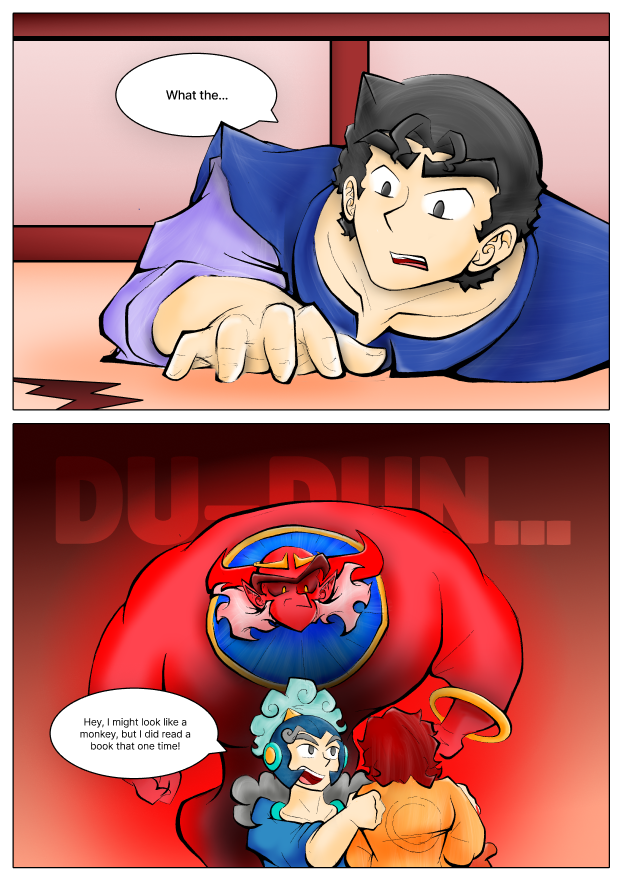 What the...
DU-DUN...
Hey, I might look like a
monkey, but I did read a
book that one time!